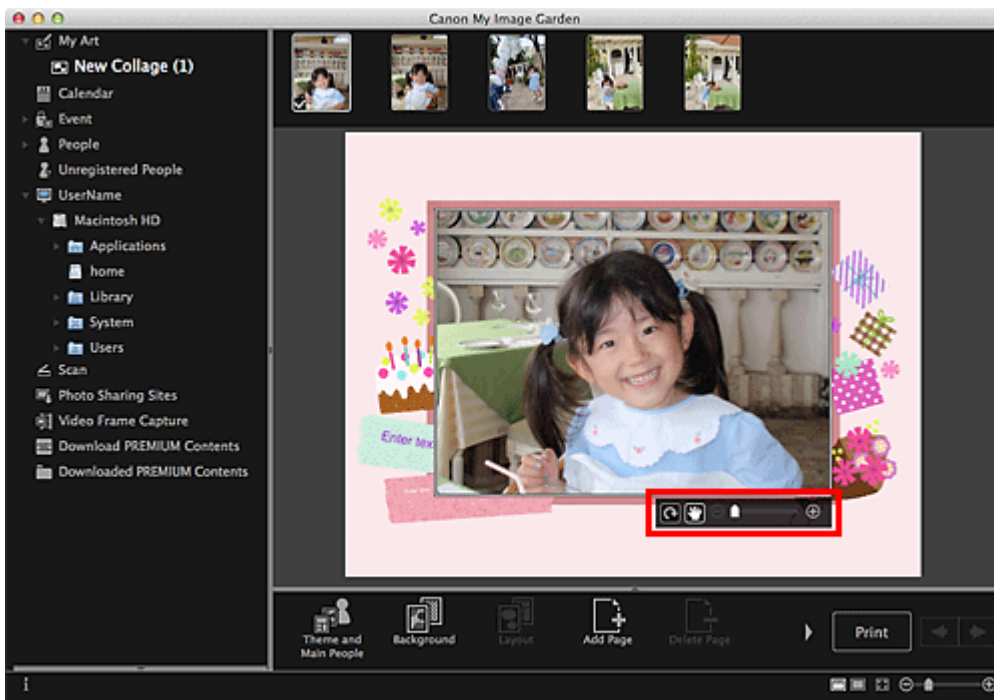 Canon My Image Garden
My Art
New Collage (1)
Calendar
Event
People
Unregistered People
UserName
Macintosh HD
Applications
home
Library
System
Users
Scan
Photo Sharing Sites
Video Frame Capture
Download PREMIUM Contents
Downloaded PREMIUM Contents
Enter tex
Theme and
Main People
Background
Layout
Add Page
Delete Page
Print